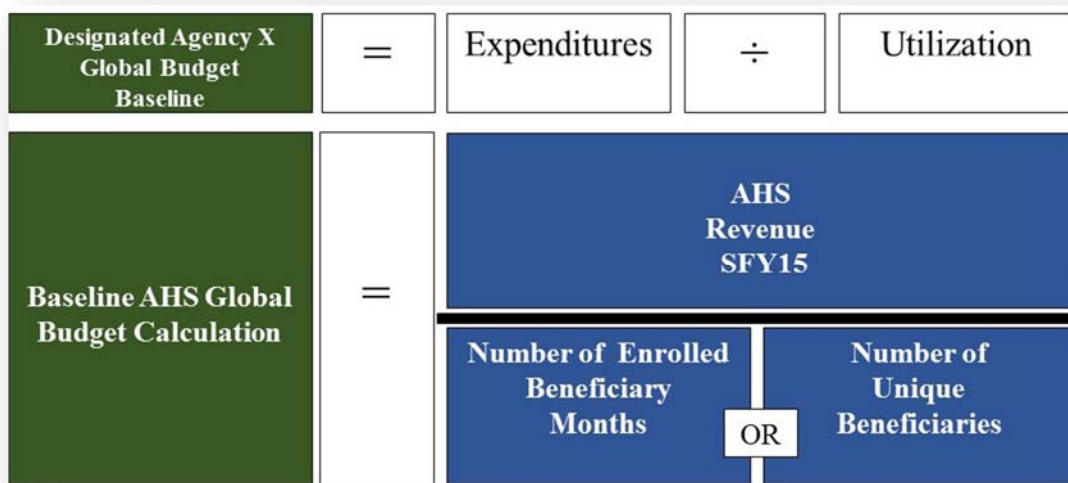 Designated Agency X
Global Budget
Baseline
=
Expenditures
÷
Utilization
Baseline AHS Global
Budget Calculation
=
AHS
Revenue
SFY15
Number of Enrolled
Beneficiary
Months
OR
Number of
Unique
Beneficiaries